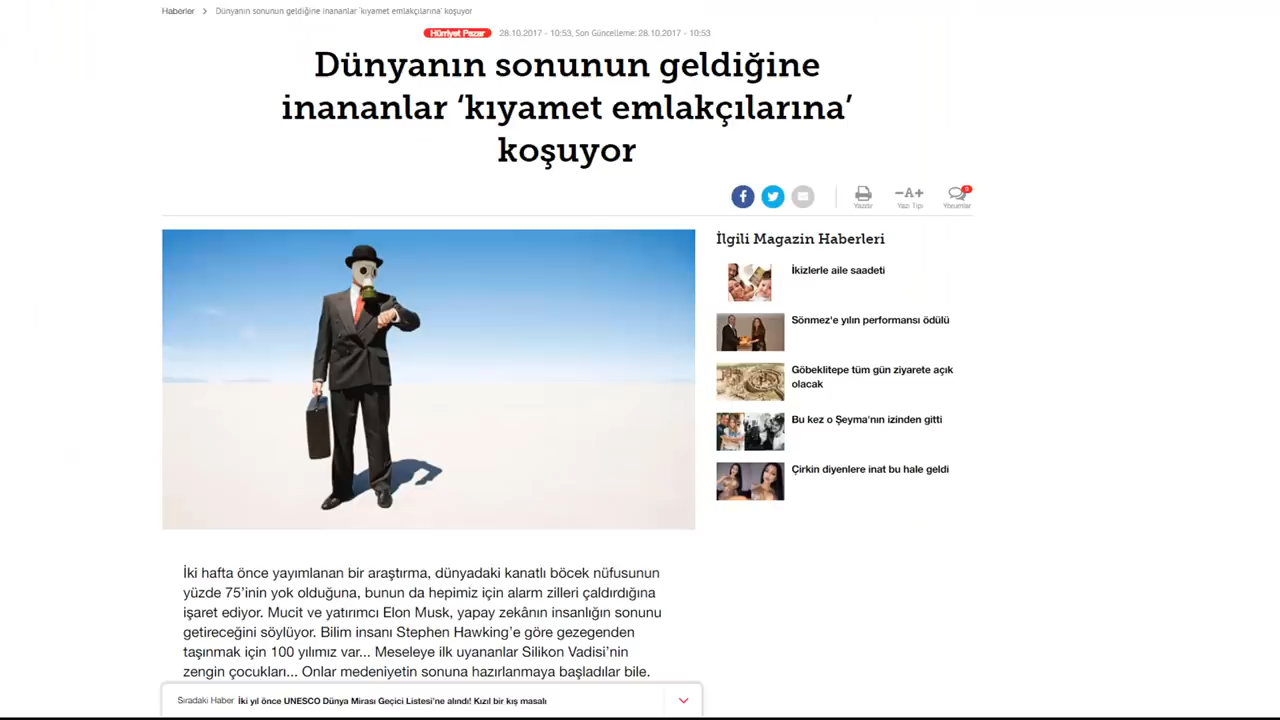 Haberler > Dünyanın sonunun geldiğine inananlar 'kıyamet emlakçılarına' koşuyor
Hürriyet Pazar 28.10.2017 - 10:53, Son Güncelleme: 28.10.2017 - 10:53
Dünyanın sonunun geldiğine
inananlar ‘kıyamet emlakçılarına’
koşuyor
Yazdır Yazı Tipi Yorumlar
-A+
0
İlgili Magazin Haberleri
İkizlerle aile saadeti
Sönmez'e yılın performansı ödülü
Göbeklitepe tüm gün ziyarete açık
olacak
Bu kez o Şeyma'nın izinden gitti
Çirkin diyenlere inat bu hale geldi
İki hafta önce yayımlanan bir araştırma, dünyadaki kanatlı böcek nüfusunun
yüzde 75’inin yok olduğuna, bunun da hepimiz için alarm zilleri çaldırdığına
işaret ediyor. Mucit ve yatırımcı Elon Musk, yapay zekânın insanlığın sonunu
getireceğini söylüyor. Bilim insanı Stephen Hawking’e göre gezegenden
taşınmak için 100 yılımız var... Meseleye ilk uyananlar Silikon Vadisi’nin
zengin çocukları... Onlar medeniyetin sonuna hazırlanmaya başladılar bile.
Sıradaki Haber İki yıl önce UNESCO Dünya Mirası Geçici Listesi'ne alındı! Kızıl bir kış masalı